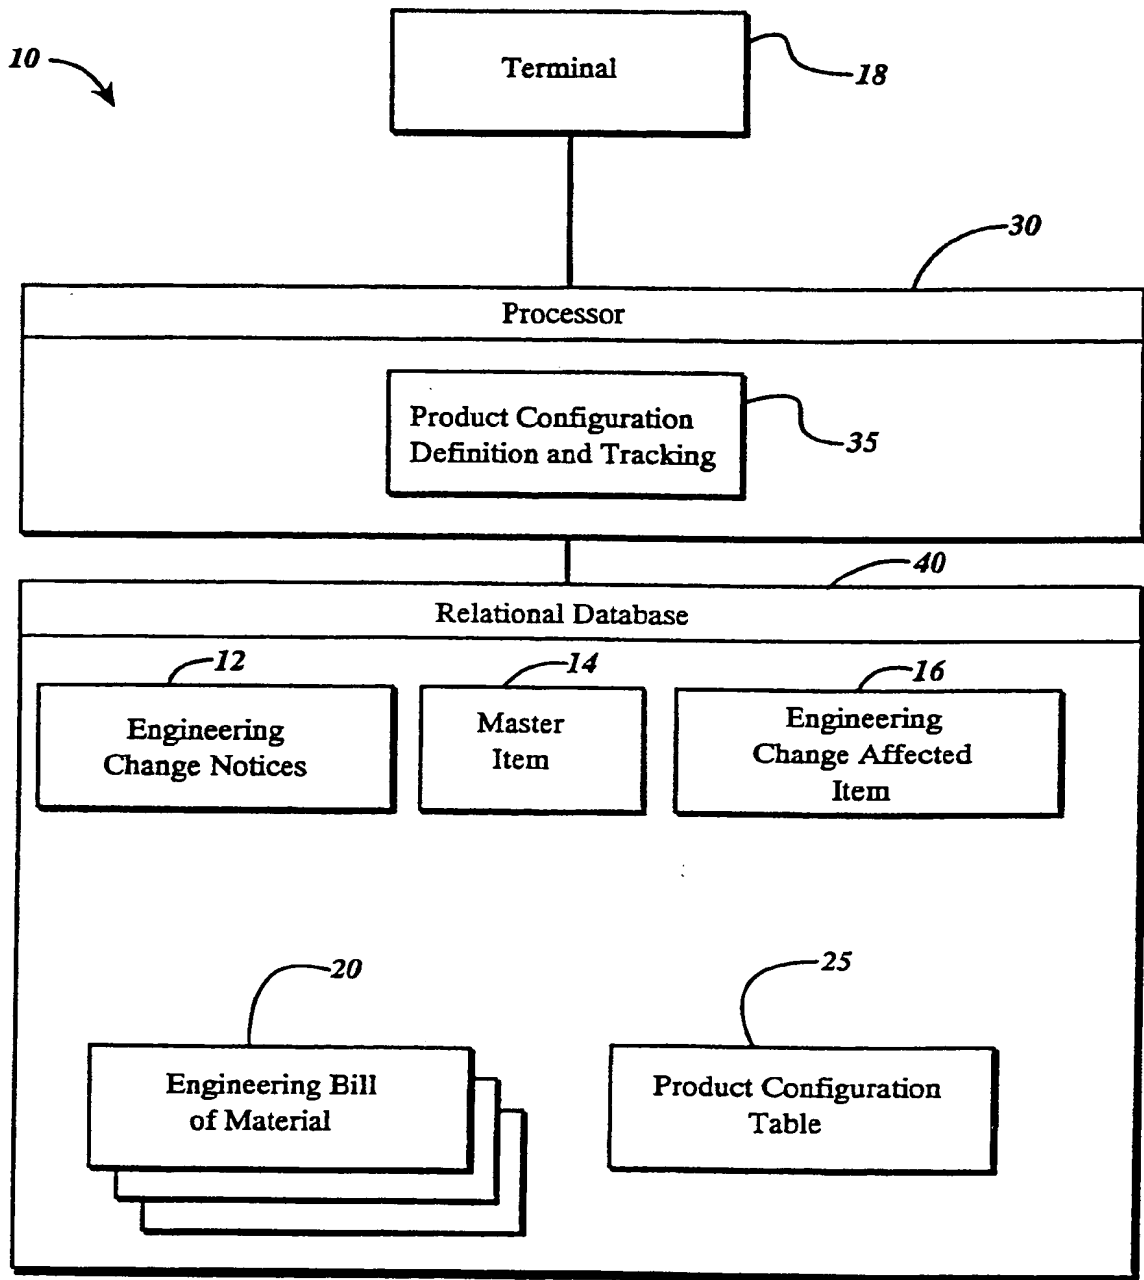 10
Terminal
18
30
Processor
Product Configuration
Definition and Tracking
35
40
Relational Database
12
14
16
Engineering
Change Notices
Master
Item
Engineering
Change Affected
Item
20
25
Engineering Bill
of Material
Product Configuration
Table